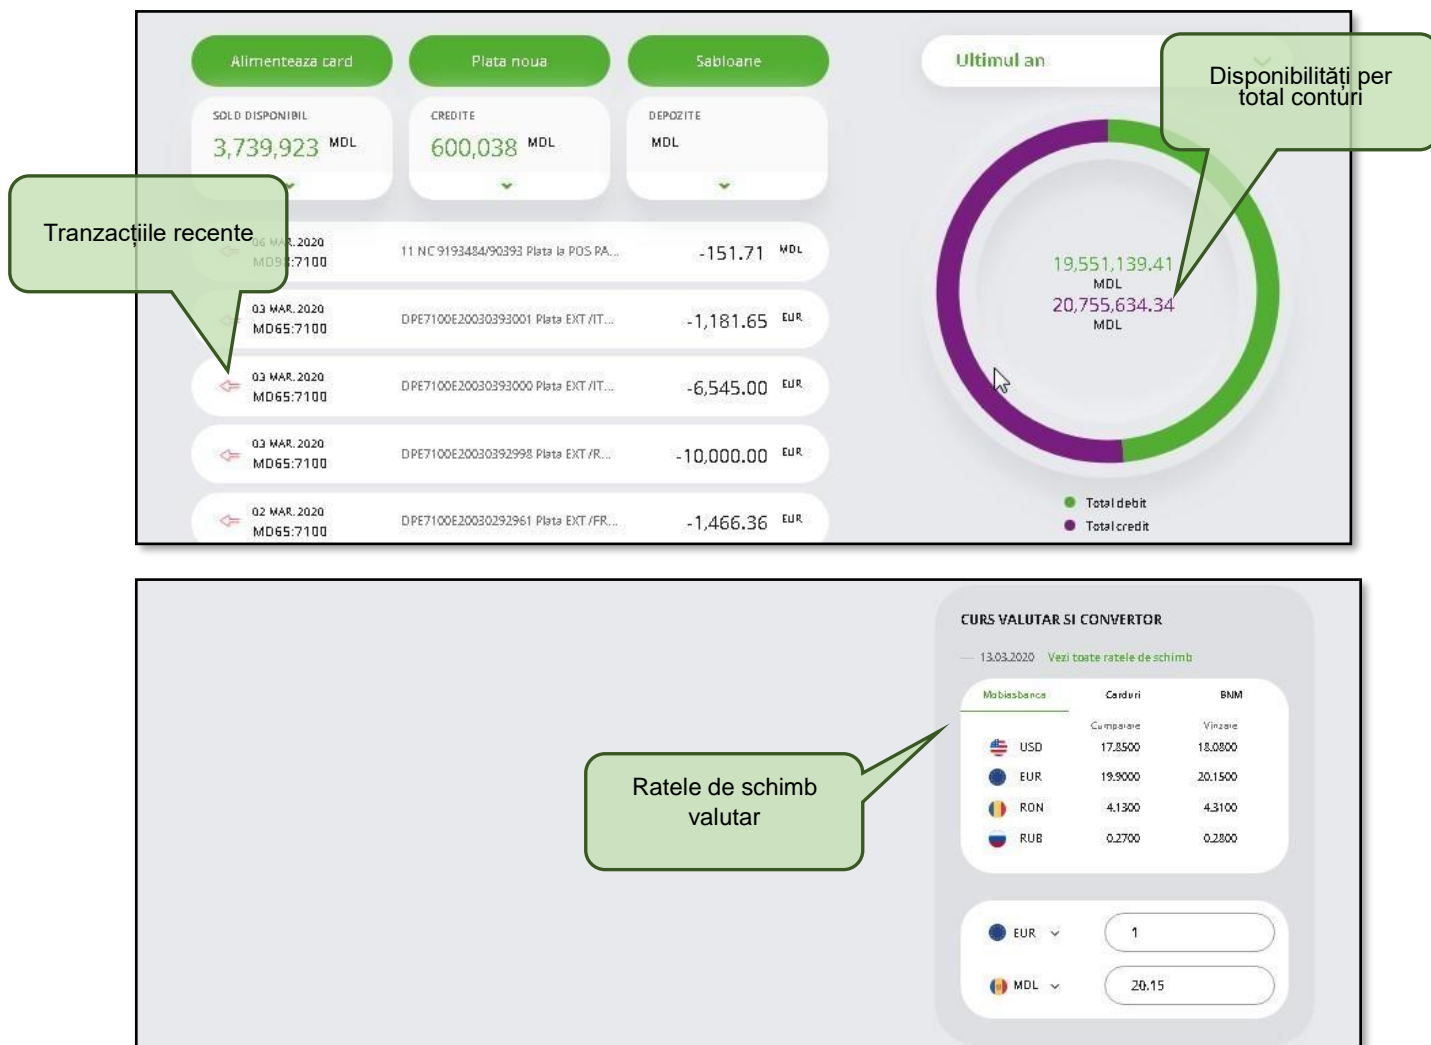 Alimenteaza card
Plata noua
Sabloane
Ultimul an
Disponibilități per
total conturi
SOLD DISPONIBIL
3,739,923 MDL
CREDITE
600,038 MDL
DEPOZITE
MDL
Tranzacțiile recente
06 MAR. 2020
MD98:7100
11 NC 9193484/90393 Plata la POS PA...
-151.71 MDL
03 MAR. 2020
MD65:7100
DPE7100E20030393001 Plata EXT /IT...
-1,181.65 EUR
03 MAR. 2020
MD65:7100
DPE7100E20030393000 Plata EXT /IT...
-6,545.00 EUR
03 MAR. 2020
MD65:7100
DPE7100E20030392998 Plata EXT /R...
-10,000.00 EUR
02 MAR. 2020
MD65:7100
DPE7100E20030292961 Plata EXT /FR...
-1,466.36 EUR
19,551,139.41
MDL
20,755,634.34
MDL
Total debit
Total credit
CURS VALUTAR SI CONVERTOR
13.03.2020 Vezi toate ratele de schimb
Mobiasbanca Carduri BNM
Cumparare Vinzare
USD 17.8500 18.0800
EUR 19.9000 20.1500
RON 4.1300 4.3100
RUB 0.2700 0.2800
Ratele de schimb
valutar
EUR 1
MDL 20.15